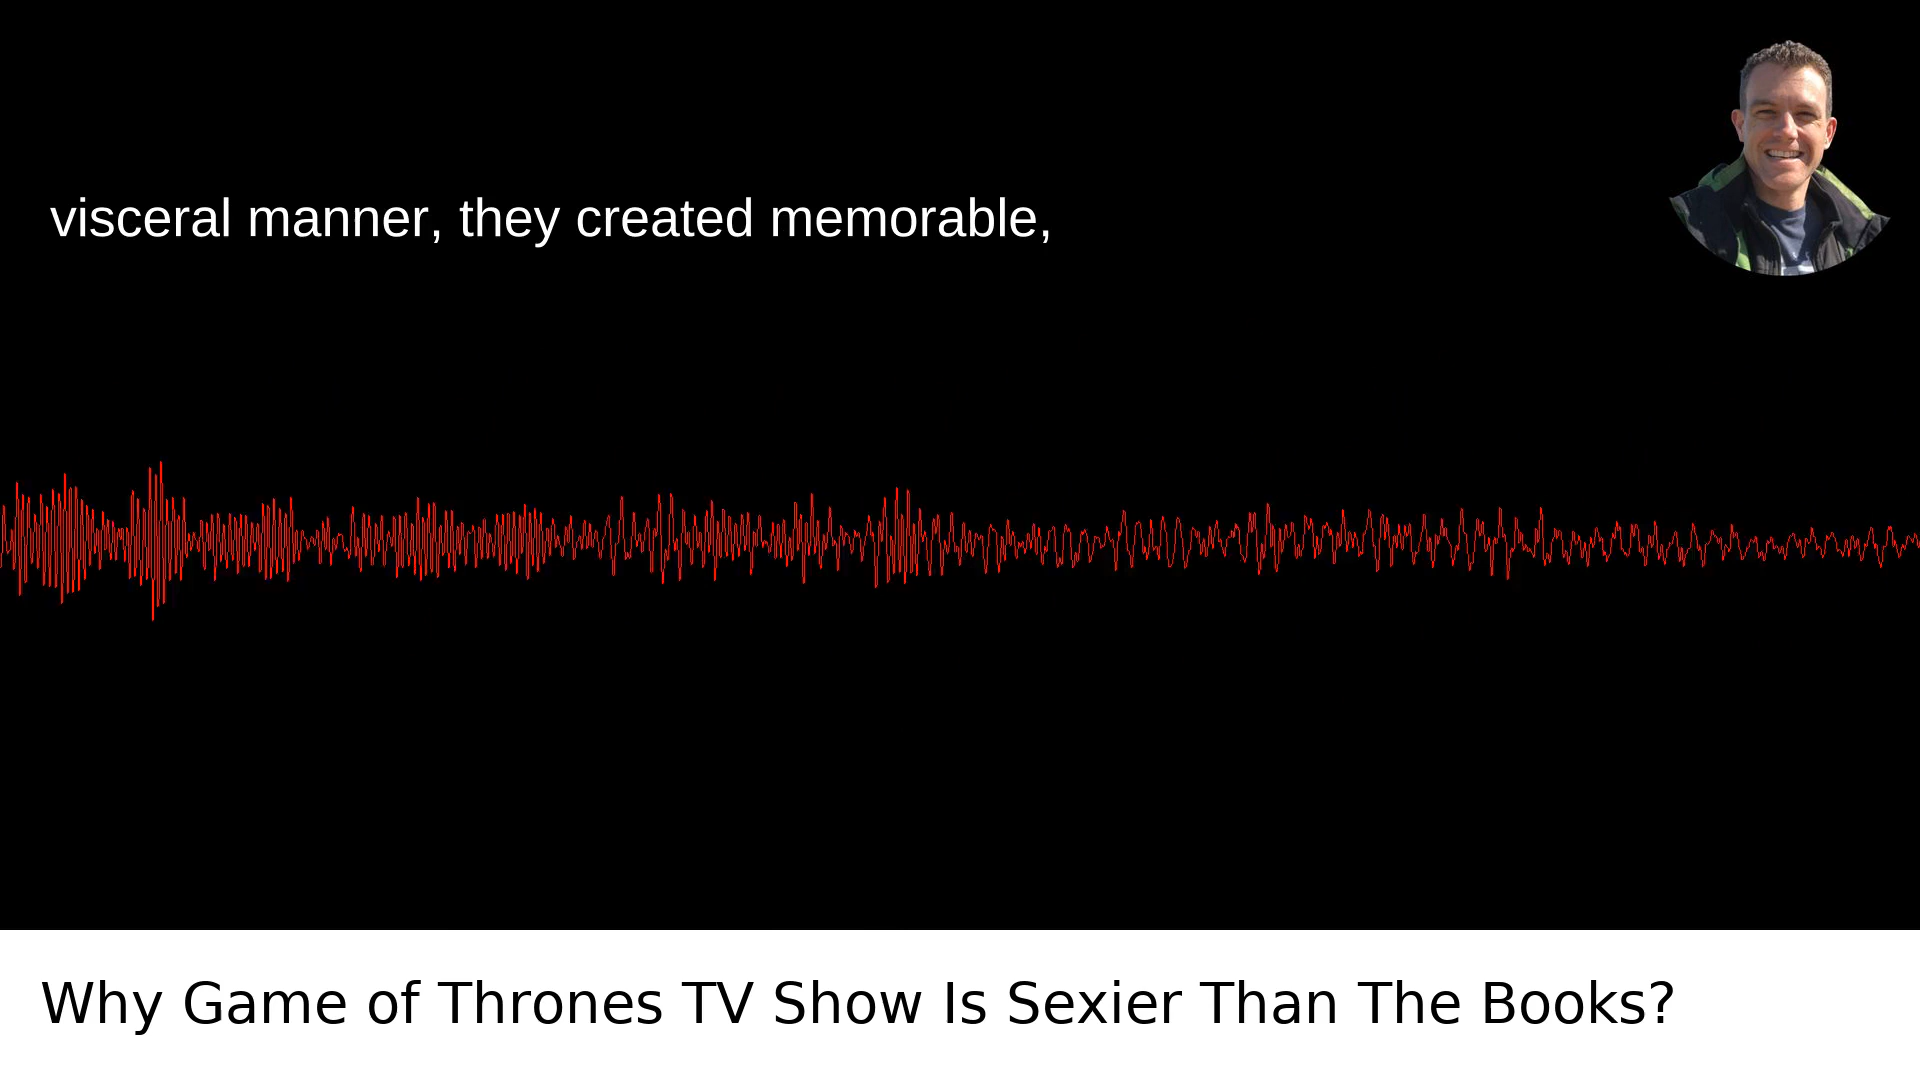 visceral manner, they created memorable,
Why Game of Thrones TV Show Is Sexier Than The Books?